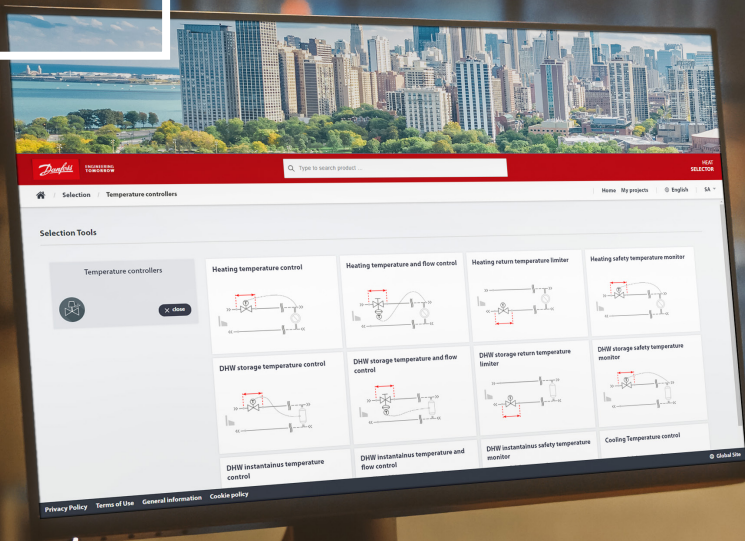 Danfoss
ENGINEERING
TOMORROW
Type to search product ...
HEAT
SELECTOR
Selection / Temperature controllers
Home My projects
English
SA
Selection Tools
Temperature controllers
× close
Heating temperature control
Heating temperature and flow control
Heating return temperature limiter
Heating safety temperature monitor
DHW storage temperature control
DHW storage temperature and flow
control
DHW storage return temperature
limiter
DHW storage safety temperature
monitor
DHW instantainus temperature
control
DHW instantainus temperature and
flow control
DHW instantainus safety temperature
monitor
Cooling Temperature control
Privacy Policy Terms of Use General information Cookie policy
Global Site